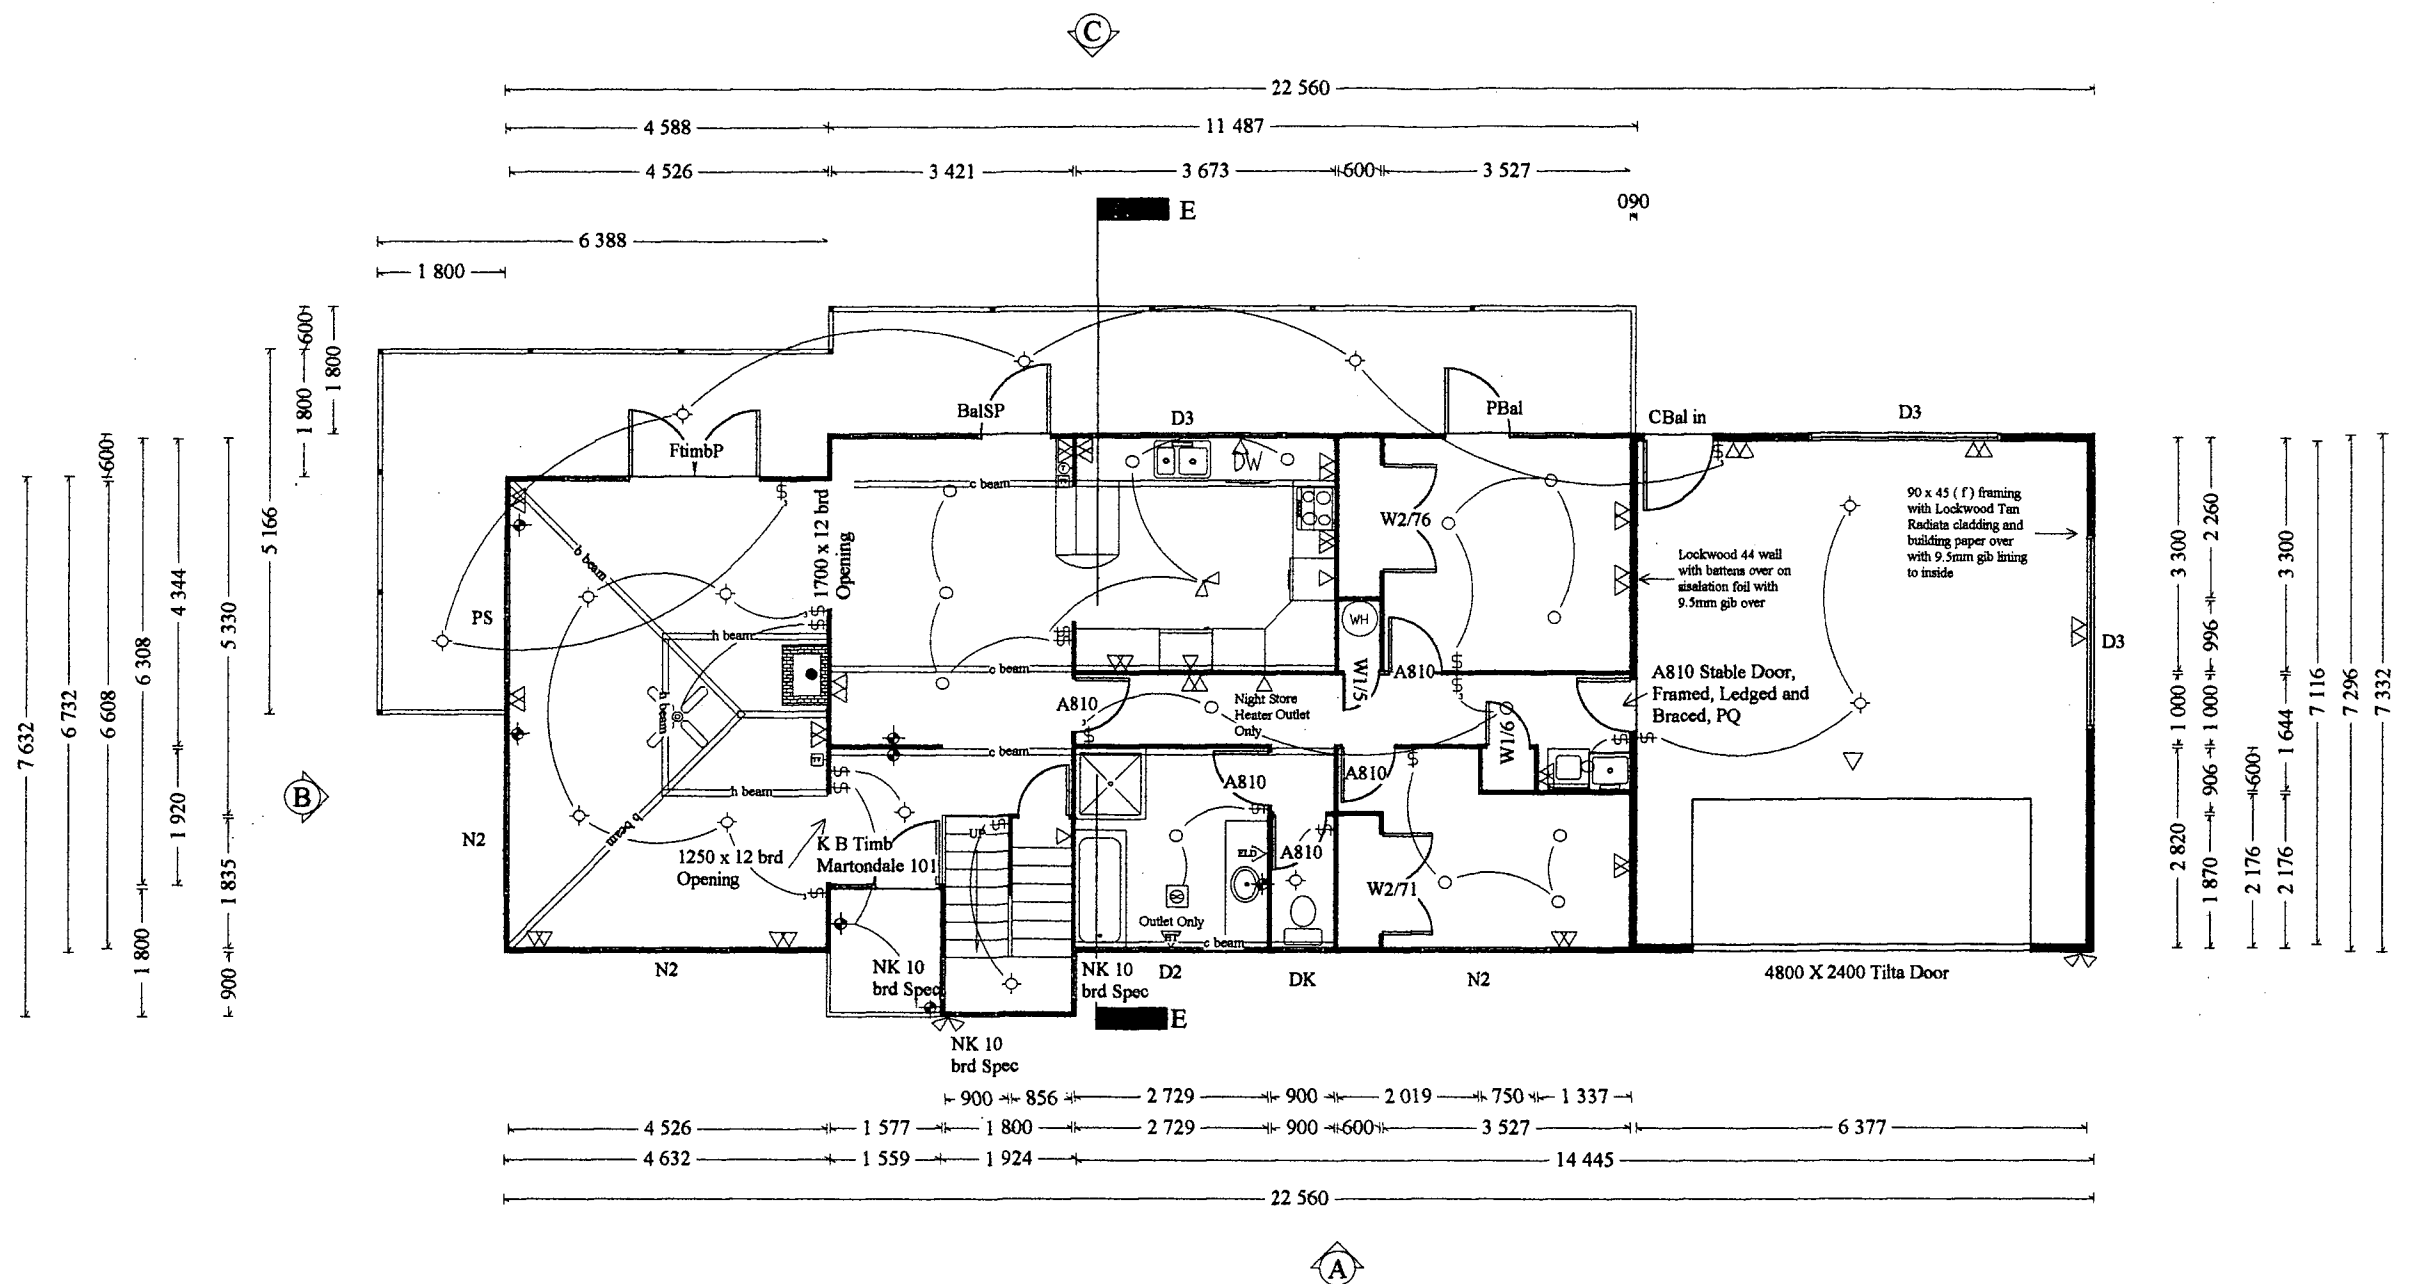 C
22 560
4 588
11 487
4 526
3 421
3 673
600
3 527
090
E
6 388
1 800
600
1 800
1 800
5 166
BalSP
D3
PBal
CBal in
D3
FtimbP
DW
c beam
1700 x 12 brd
Opening
W2/76
90 x 45 ( f ) framing
with Lockwood Tan
Radiata cladding and
building paper over
with 9.5mm gib lining
to inside
Lockwood 44 wall
with battens over on
sisalation foil with
9.5mm gib over
b beam
PS
WH
h beam
h beam
c beam
W1/5
A810
A810
A810 Stable Door,
Framed, Ledged and
Braced, PQ
D3
Night Store
Heater Outlet
Only
c beam
W1/6
h beam
b beam
N2
A810
A810
UP
K B Timb
Martondale 101
1250 x 12 brd
Opening
A810
W2/71
Outlet Only
c beam
N2
NK 10
brd Spec
NK 10
brd Spec
D2
DK
N2
4800 X 2400 Tilta Door
E
NK 10
brd Spec
B
7 632
6 732
600
6 608
6 308
1 800
4 344
1 920
5 330
1 835
900
3 300
1 000
2 820
2 260
996
1 000
906
1 870
600
2 176
3 300
1 644
2 176
7 116
7 296
7 332
900
856
2 729
900
2 019
750
1 337
4 526
1 577
1 800
2 729
900
600
3 527
6 377
4 632
1 559
1 924
14 445
22 560
A